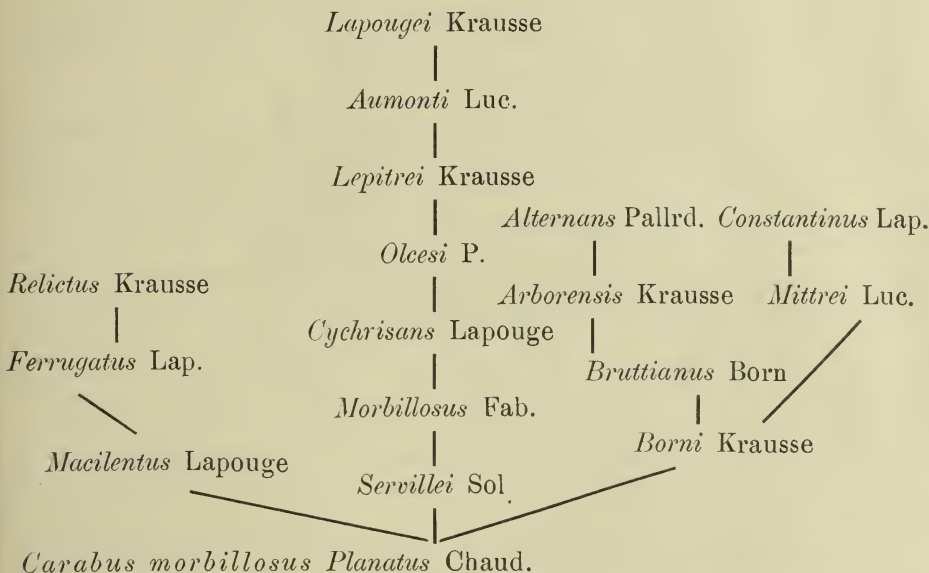 Lapougei Krausse
Aumonti Luc.
Lepitrei Krausse
Alternans Pallrd. Constantinus Lap.
Olcesi P.
Relictus Krausse
Arborensis Krausse
Mittrei Luc.
Cychrisans Lapouge
Ferrugatus Lap.
Bruttianus Born
Morbillosus Fab.
Borni Krausse
Macilentus Lapouge
Servillei Sol
Carabus morbillosus Planatus Chaud.